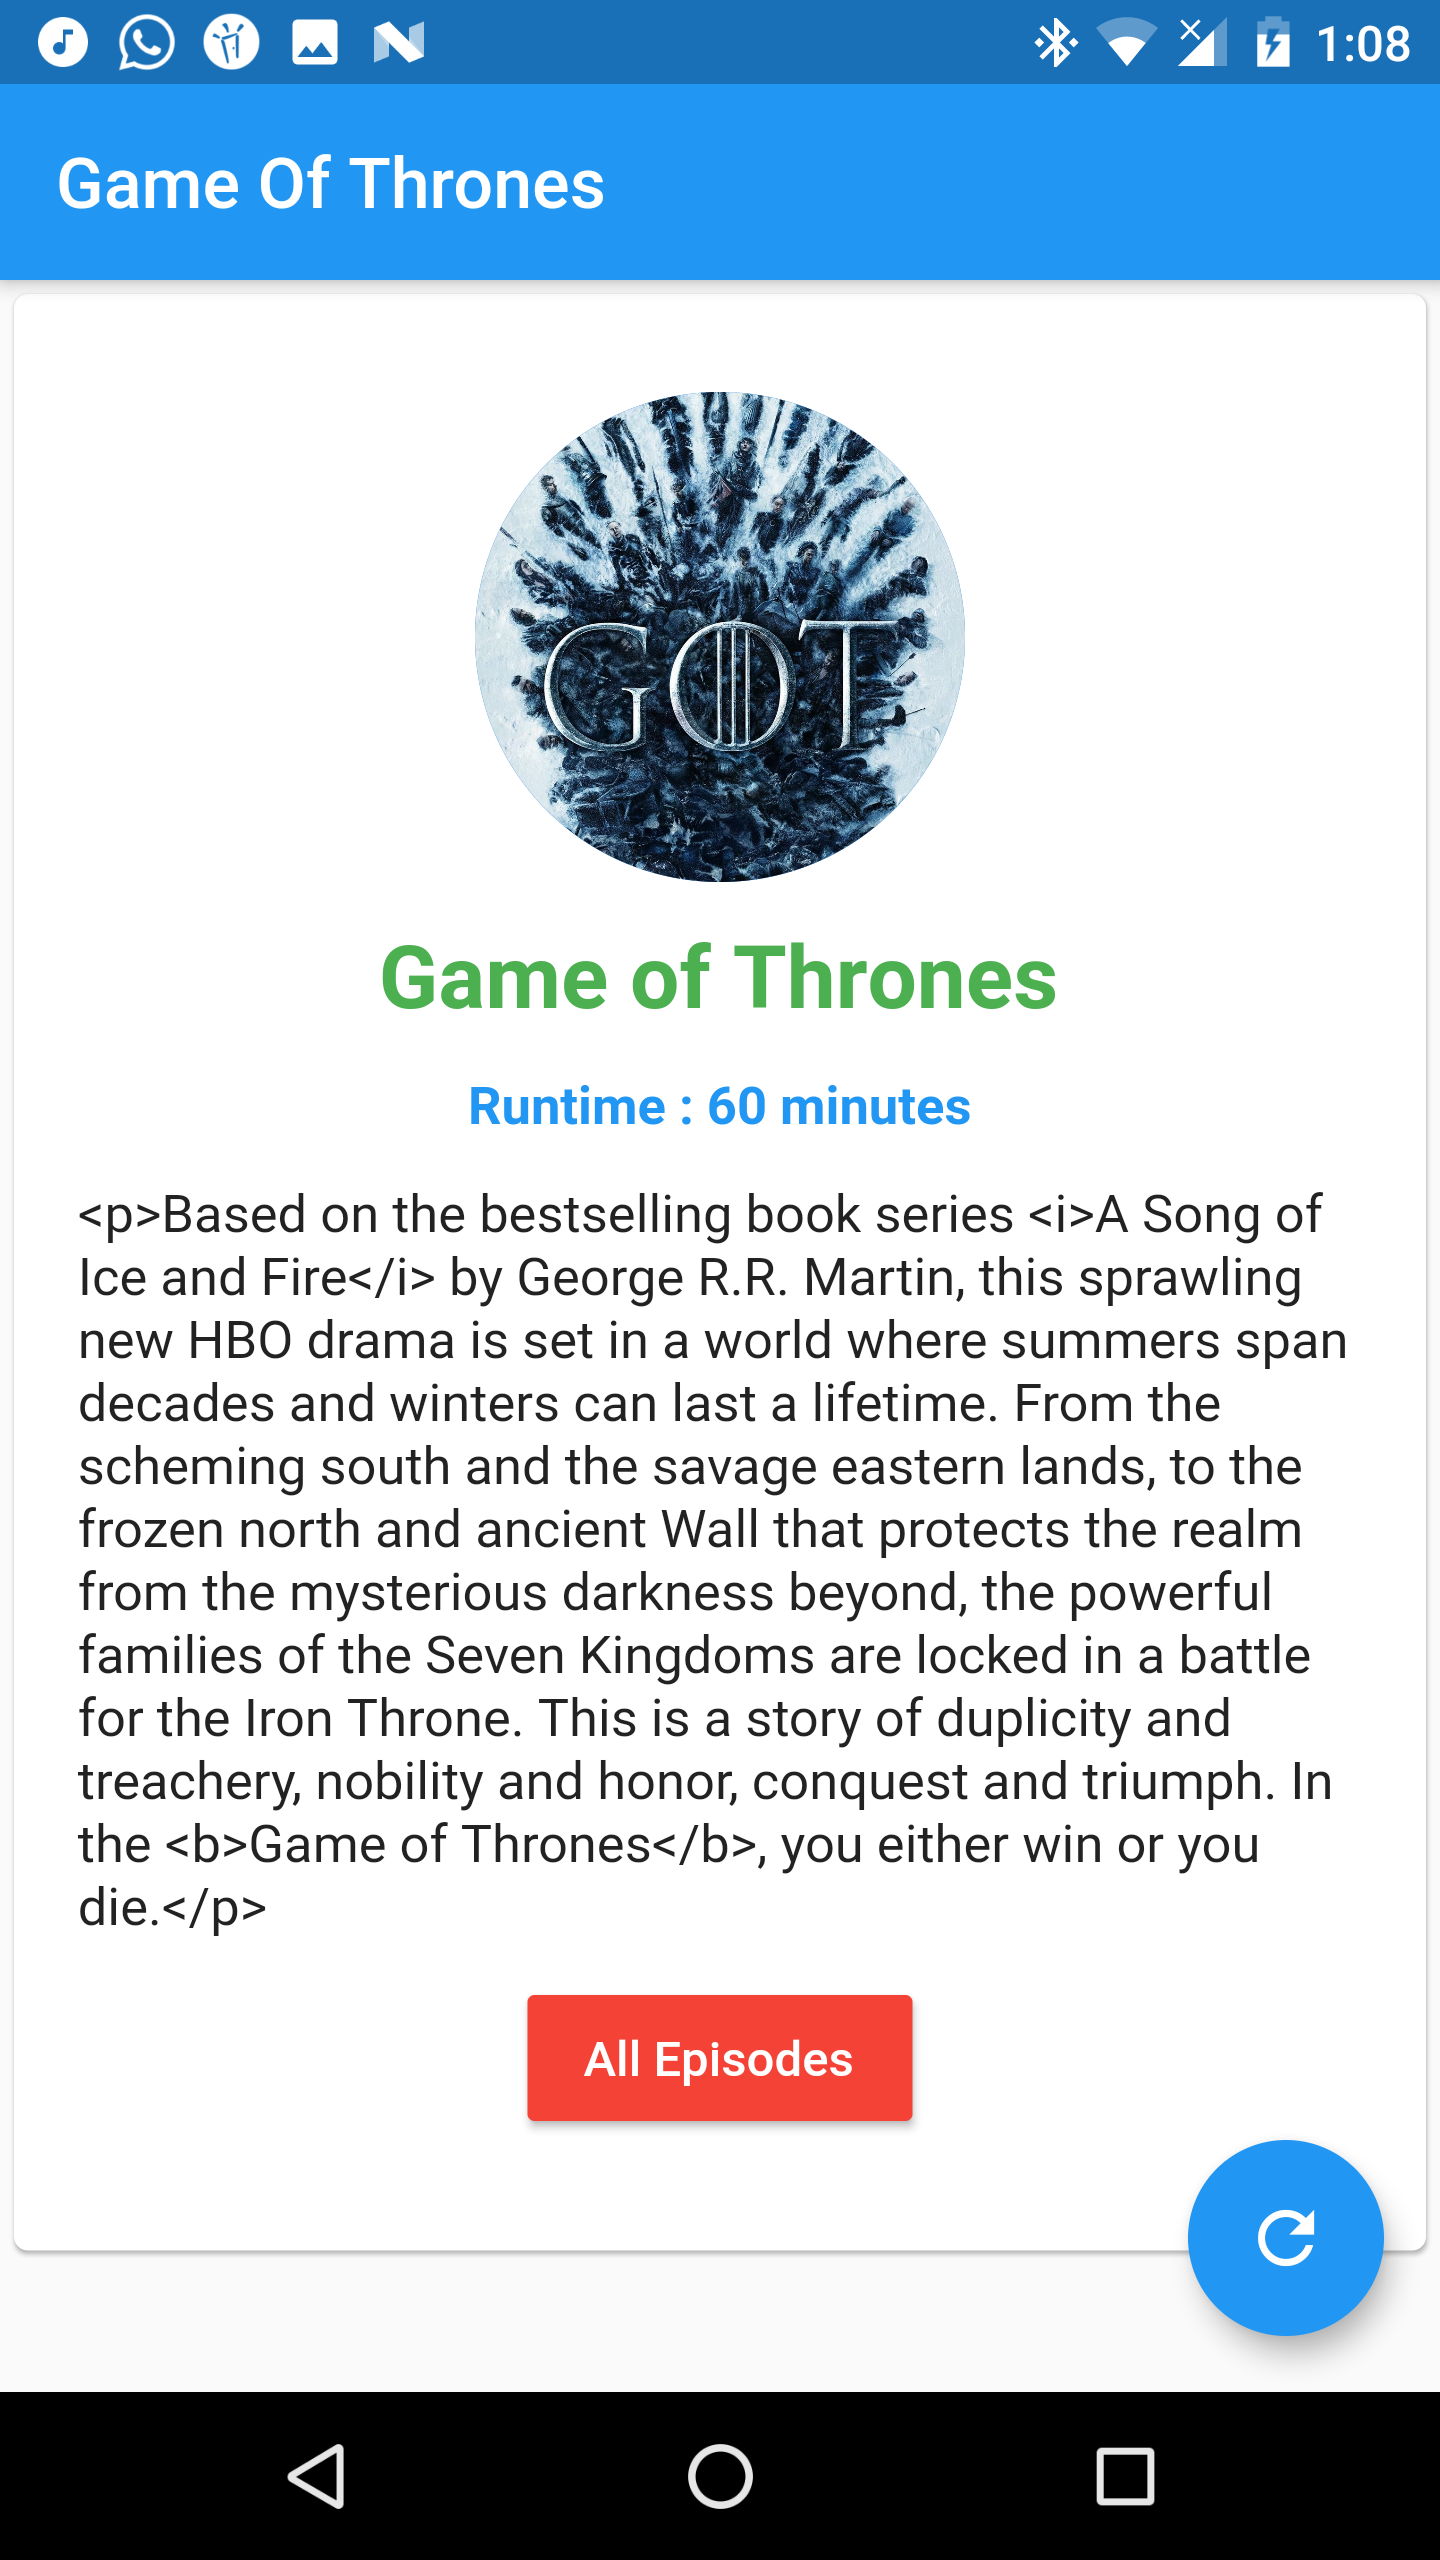 1:08
Game Of Thrones
GOT
Game of Thrones
Runtime : 60 minutes
<p>Based on the bestselling book series <i>A Song of
Ice and Fire</i> by George R.R. Martin, this sprawling
new HBO drama is set in a world where summers span
decades and winters can last a lifetime. From the
scheming south and the savage eastern lands, to the
frozen north and ancient Wall that protects the realm
from the mysterious darkness beyond, the powerful
families of the Seven Kingdoms are locked in a battle
for the Iron Throne. This is a story of duplicity and
treachery, nobility and honor, conquest and triumph. In
the <b>Game of Thrones</b>, you either win or you
die.</p>
All Episodes